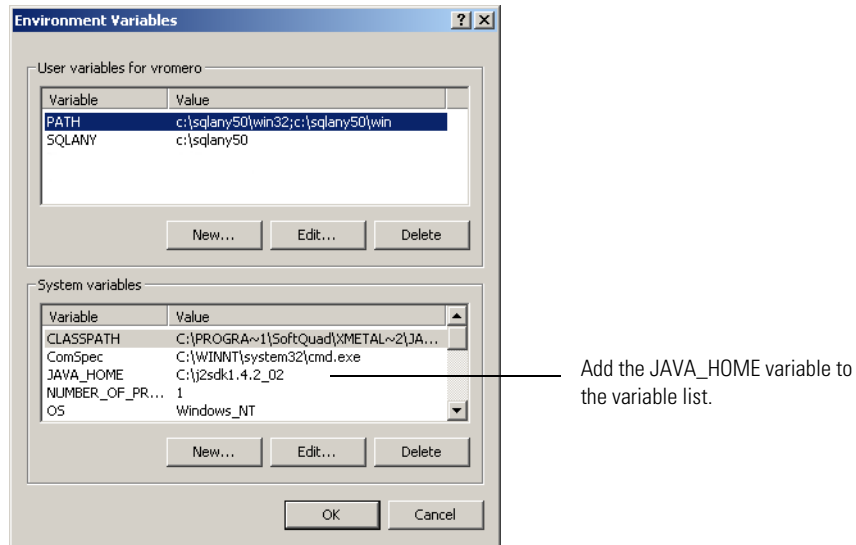 Environment Variables
User variables for vromero
Variable Value
PATH c:\sqlany50\win32;c:\sqlany50\win
SQLANY c:\sqlany50
New... Edit... Delete
System variables
Variable Value
CLASSPATH C:\PROGRA~1\SoftQuad\XMETAL~2\JA...
ComSpec C:\WINNT\system32\cmd.exe
JAVA_HOME C:\j2sdk1.4.2_02
NUMBER_OF_PR... 1
OS Windows_NT
New... Edit... Delete
OK Cancel
Add the JAVA_HOME variable to
the variable list.